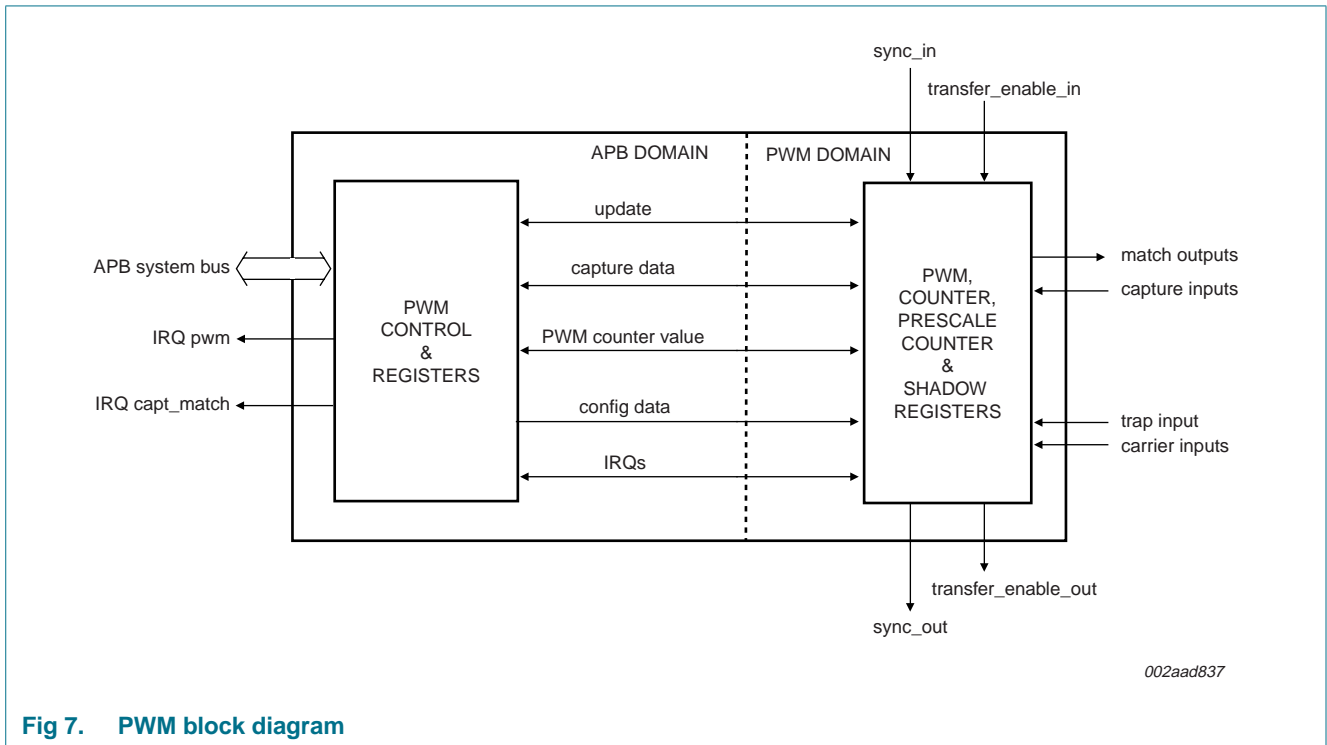 sync_in
transfer_enable_in
APB DOMAIN
PWM DOMAIN
update
capture data
PWM counter value
config data
IRQs
APB system bus
IRQ pwm
IRQ capt_match
PWM
CONTROL
&
REGISTERS
PWM,
COUNTER,
PRESCALE
COUNTER
&
SHADOW
REGISTERS
match outputs
capture inputs
trap input
carrier inputs
transfer_enable_out
sync_out
002aad837
Fig 7. PWM block diagram